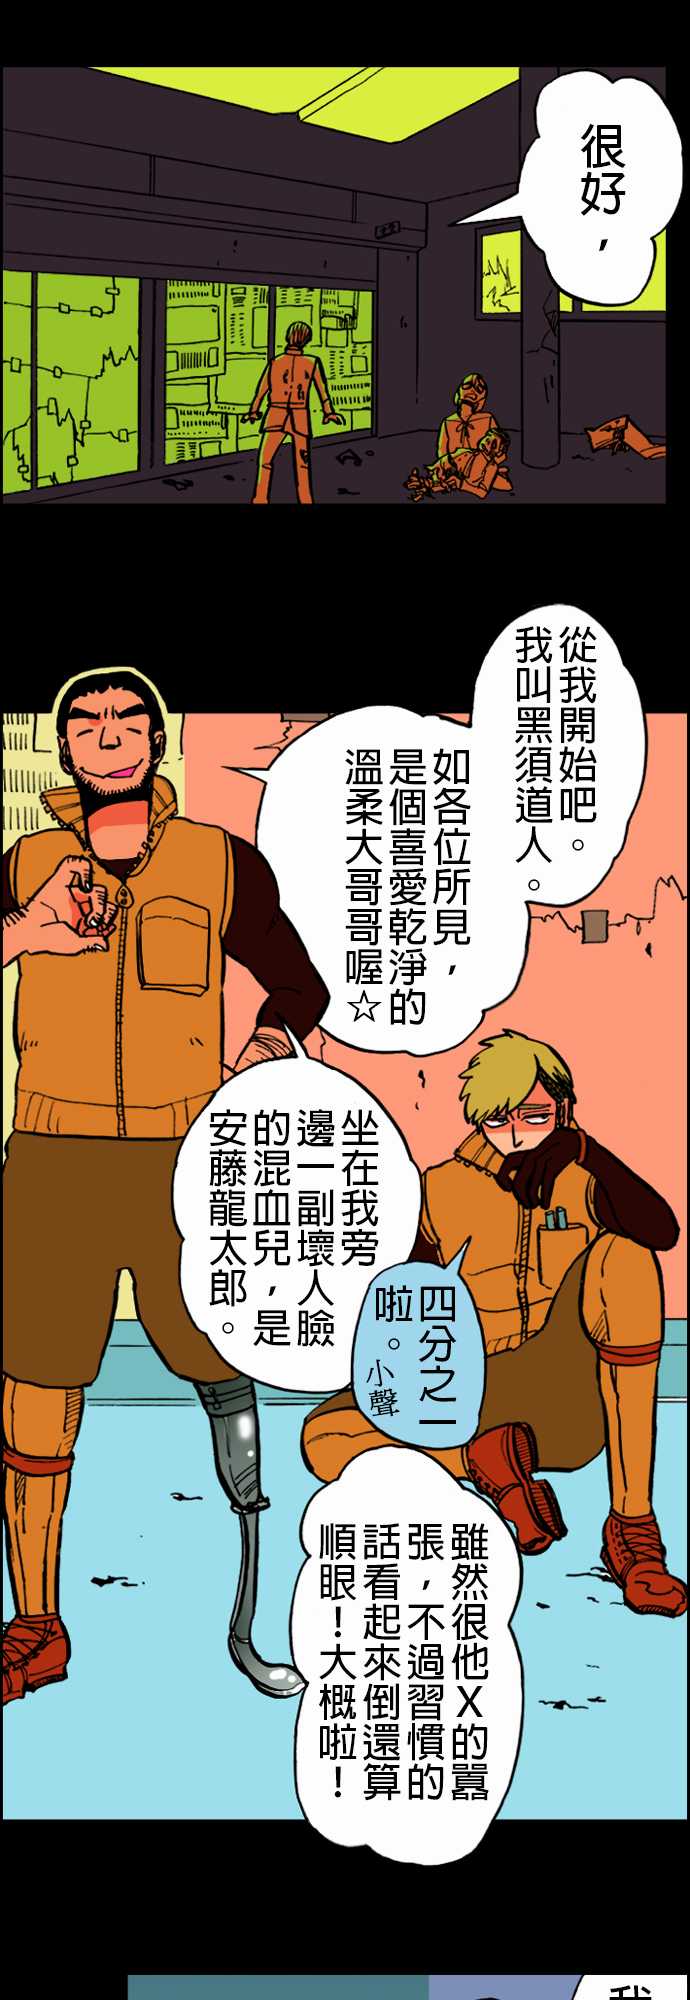 很好，
從我開始吧。
我叫黑須道人。
如各位所見，
是個喜愛乾淨的
溫柔大哥哥喔☆
坐在我旁
邊一副壞人臉
的混血兒，是
安藤龍太郎。
四分之一
啦。小聲
雖然很他X的囂
張，不過習慣的
話看起來倒還算
順眼！大概啦！
我